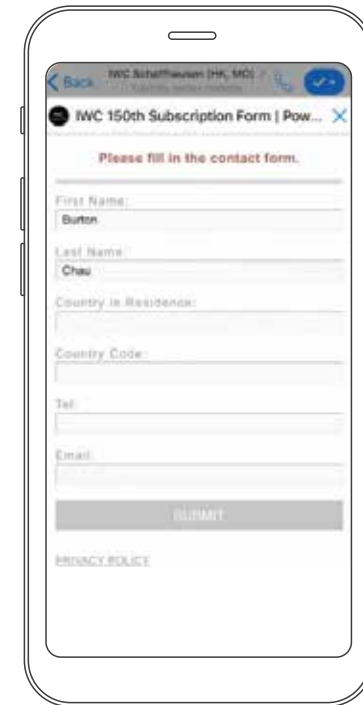 Back IWC Schaffhausen (HK, MO)
IWC 150th Subscription Form | Pow...
Please fill in the contact form.
First Name:
Burton
Last Name:
Chau
Country in Residence:
Country Code:
Tel:
Email:
SUBMIT
PRIVACY POLICY